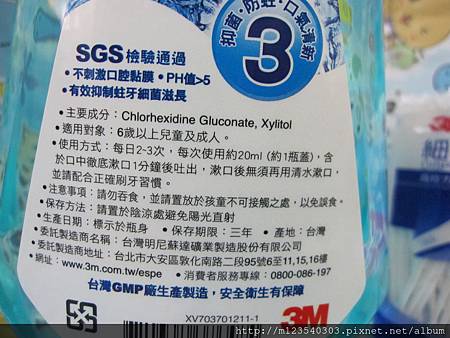 抑菌·防蛀·口氣清新
3
SGS檢驗通過
•不刺激口腔黏膜 •PH值>5
•有效抑制蛀牙細菌滋長
•主要成分：Chlorhexidine Gluconate, Xylitol
•適用對象：6歲以上兒童及成人。
•使用方式：每日2-3次，每次使用約20ml (約1瓶蓋)，含
於口中徹底漱口1分鐘後吐出，漱口後無須再用清水漱口，
並請配合正確刷牙習慣。
•注意事項：請勿吞食，並請置放於孩童不可接觸之處，以免誤食。
•保存方法：請置於陰涼處避免陽光直射
•生產日期：標示於瓶身 •保存期限：三年 •產地：台灣
•委託製造商名稱：台灣明尼蘇達礦業製造股份有限公司
•委託製造商地址：台北市大安區敦化南路二段95號6至11,15,16樓
•網址：www.3m.com.tw/espe •消費者服務專線：0800-086-197
台灣GMP廠生產製造，安全衛生有保障
XV703701211-1
3M
3M
細
http://m123540303.pixnet.net/album